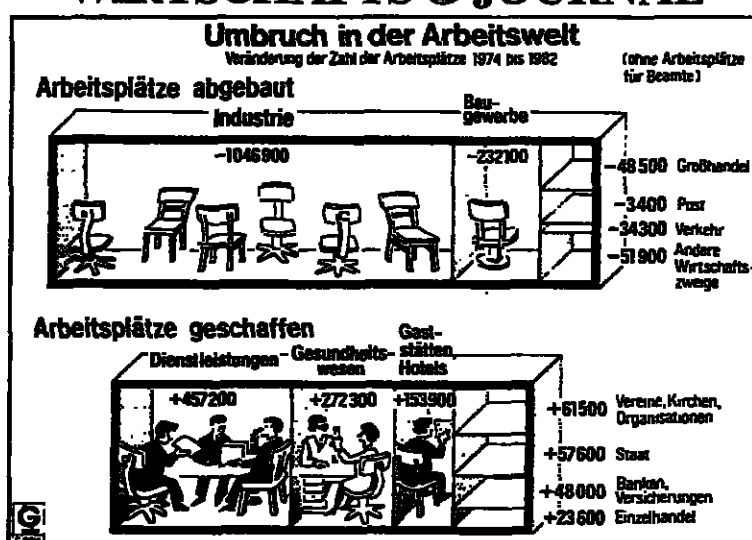 WIRTSCHAFTS JOURNAL
Umbruch in der Arbeitswelt
Veränderung der Zahl der Arbeitsplätze 1974 bis 1982
(ohne Arbeitsplätze
für Beamte)
Arbeitsplätze abgebaut
Industrie
Bau-
gewerbe
-1046900
-232100
-48500 Großhandel
-3400 Post
-34300 Verkehr
-51900 Andere
Wirtschafts-
zweige
Arbeitsplätze geschaffen
Dienstleistungen
Gesundheits-
wesen
Gast-
stätten,
Hotels
+457200
+272300
+153900
+61500 Vereine, Kirchen,
Organisationen
+57600 Staat
+48000 Banken,
Versicherungen
+23600 Einzelhandel
G